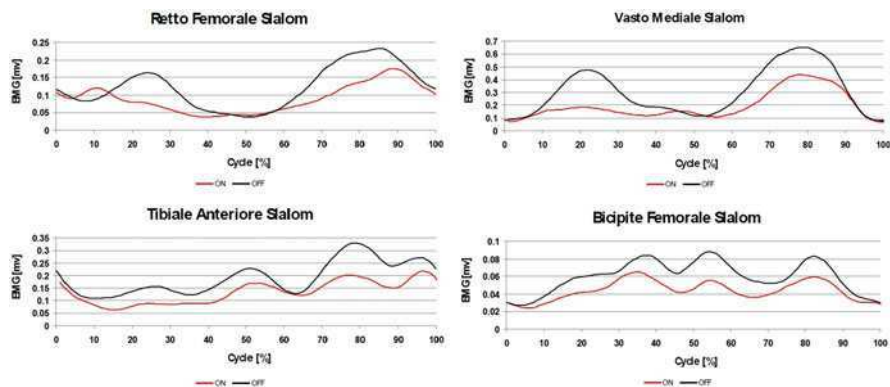 Retto Femorale Slalom
0.25
0.2
0.15
0.1
0.05
0
EMG [mv]
0 10 20 30 40 50 60 70 80 90 100
Cycle [%]
ON OFF
Vasto Mediale Slalom
0.7
0.6
0.5
0.4
0.3
0.2
0.1
0
EMG [mv]
0 10 20 30 40 50 60 70 80 90 100
Cycle [%]
ON OFF
Tibiale Anteriore Slalom
0.35
0.3
0.25
0.2
0.15
0.1
0.05
0
EMG [mv]
0 10 20 30 40 50 60 70 80 90 100
Cycle [%]
ON OFF
Bicipite Femorale Slalom
0.1
0.08
0.06
0.04
0.02
0
EMG [mv]
0 10 20 30 40 50 60 70 80 90 100
Cycle [%]
ON OFF